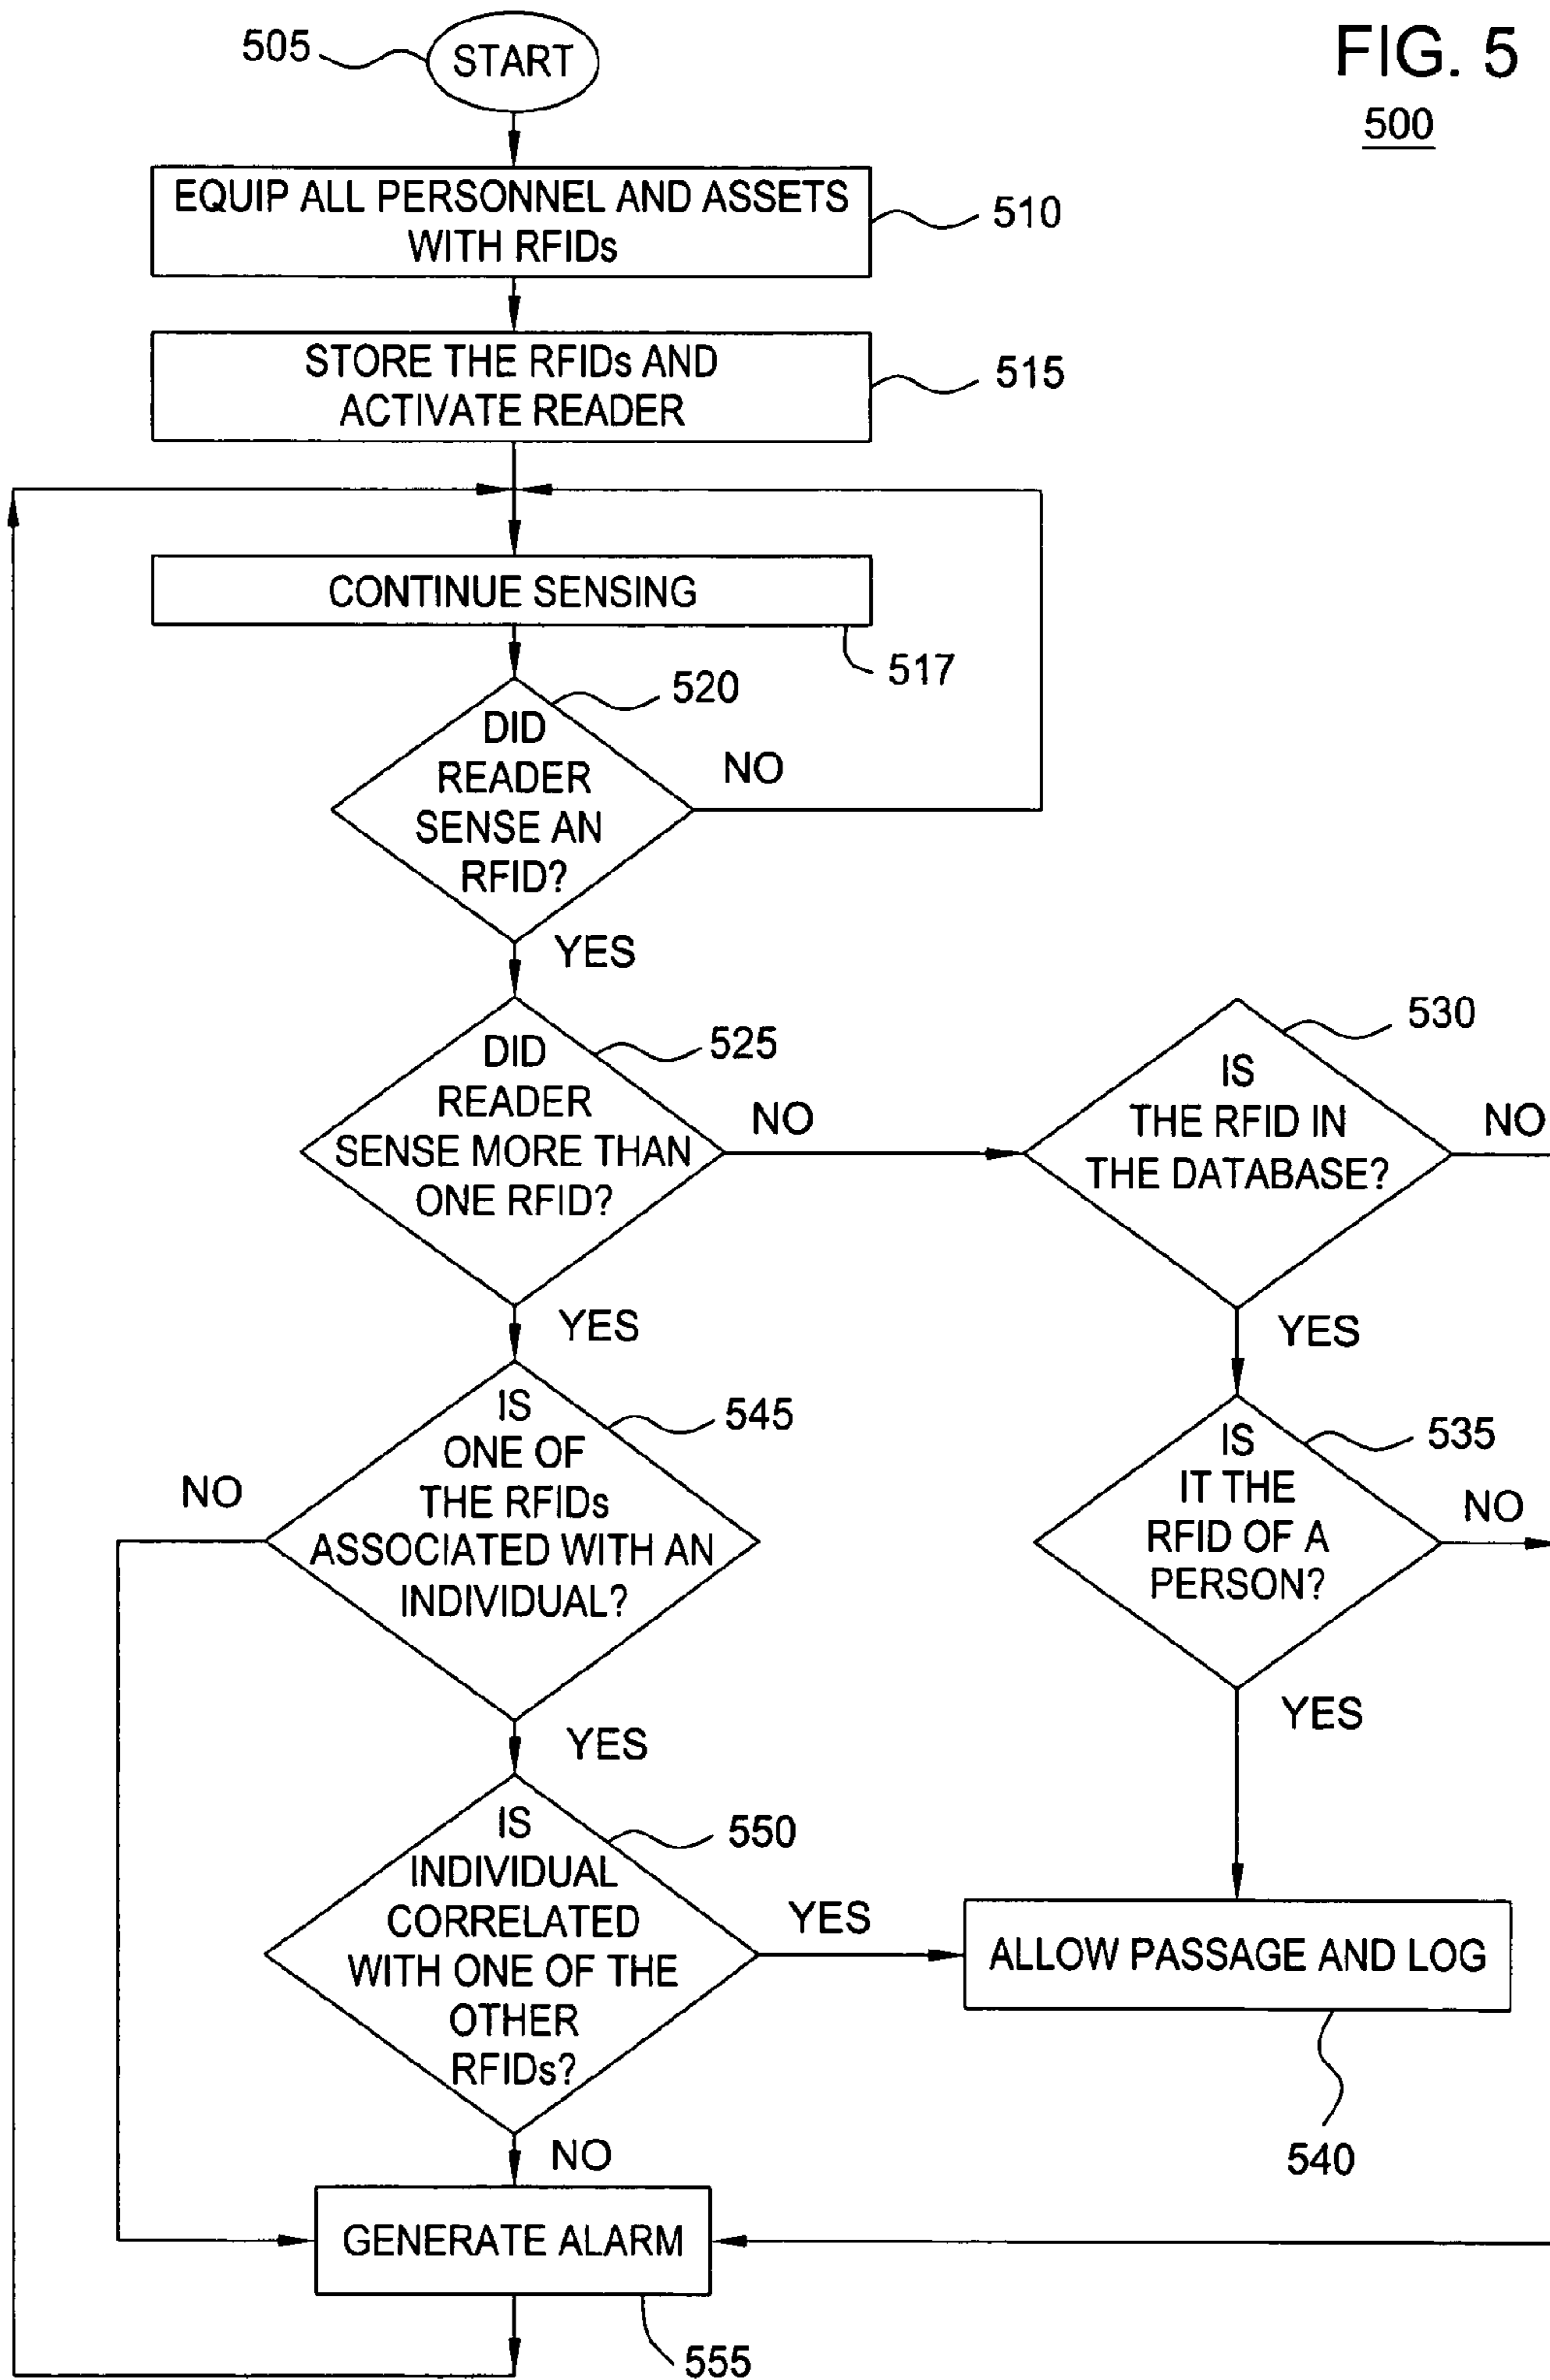 FIG. 5
500
505
START
EQUIP ALL PERSONNEL AND ASSETS
WITH RFIDs
510
STORE THE RFIDs AND
ACTIVATE READER
515
CONTINUE SENSING
517
520
DID
READER
SENSE AN
RFID?
NO
YES
525
DID
READER
SENSE MORE THAN
ONE RFID?
NO
YES
530
IS
THE RFID IN
THE DATABASE?
NO
YES
545
IS
ONE OF
THE RFIDs
ASSOCIATED WITH AN
INDIVIDUAL?
NO
YES
535
IS
IT THE
RFID OF A
PERSON?
NO
YES
550
IS
INDIVIDUAL
CORRELATED
WITH ONE OF THE
OTHER
RFIDs?
YES
NO
ALLOW PASSAGE AND LOG
540
GENERATE ALARM
555